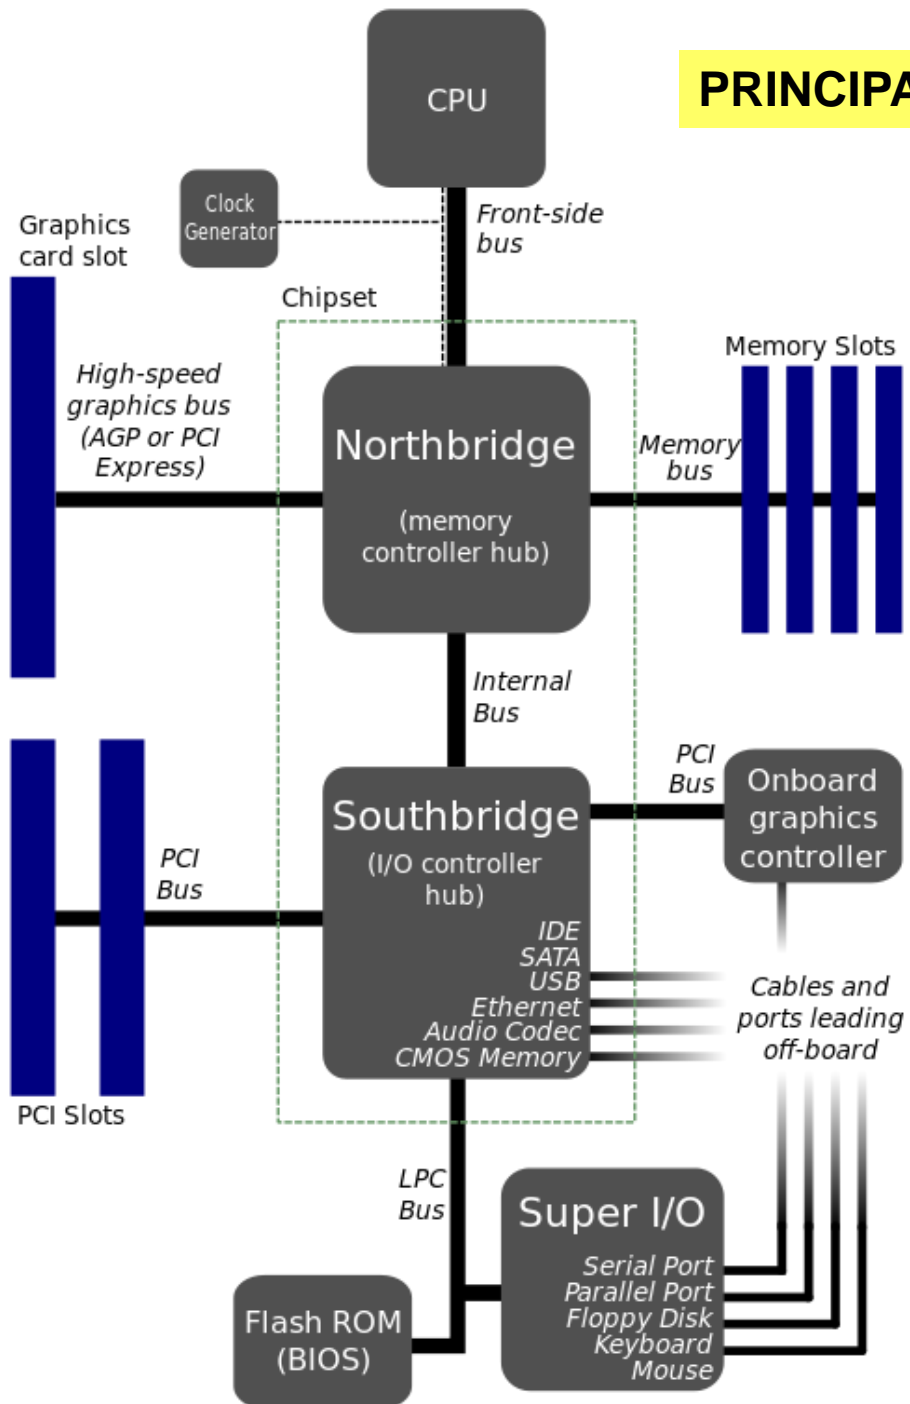 CPU
PRINCIPA
Clock
Generator
Front-side
bus
Graphics
card slot
Chipset
High-speed
graphics bus
(AGP or PCI
Express)
Northbridge
(memory
controller hub)
Memory Slots
Memory
bus
Internal
Bus
PCI
Bus
Onboard
graphics
controller
Southbridge
(I/O controller
hub)
PCI
Bus
IDE
SATA
USB
Ethernet
Audio Codec
CMOS Memory
Cables and
ports leading
off-board
PCI Slots
LPC
Bus
Super I/O
Serial Port
Parallel Port
Floppy Disk
Keyboard
Mouse
Flash ROM
(BIOS)